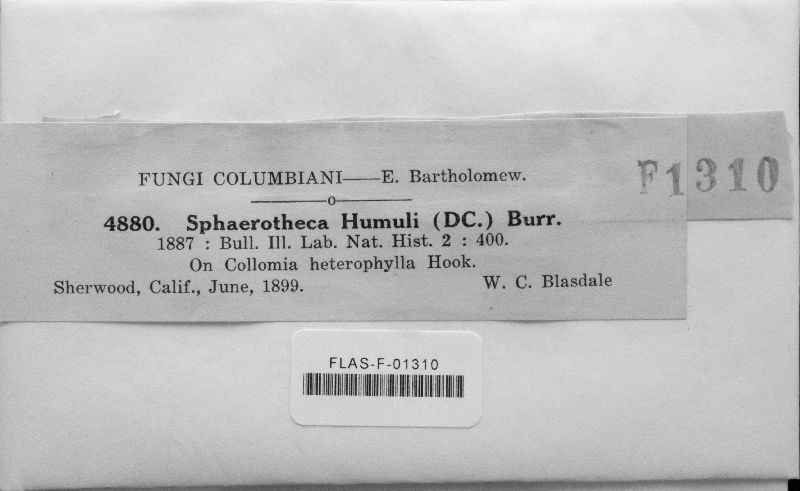 FUNGI COLUMBIANI——E. Bartholomew.
F1310
o
4880. Sphaerotheca Humuli (DC.) Burr.
1887 : Bull. Ill. Lab. Nat. Hist. 2 : 400.
On Collomia heterophylla Hook.
Sherwood, Calif., June, 1899. W. C. Blasdale
FLAS-F-01310